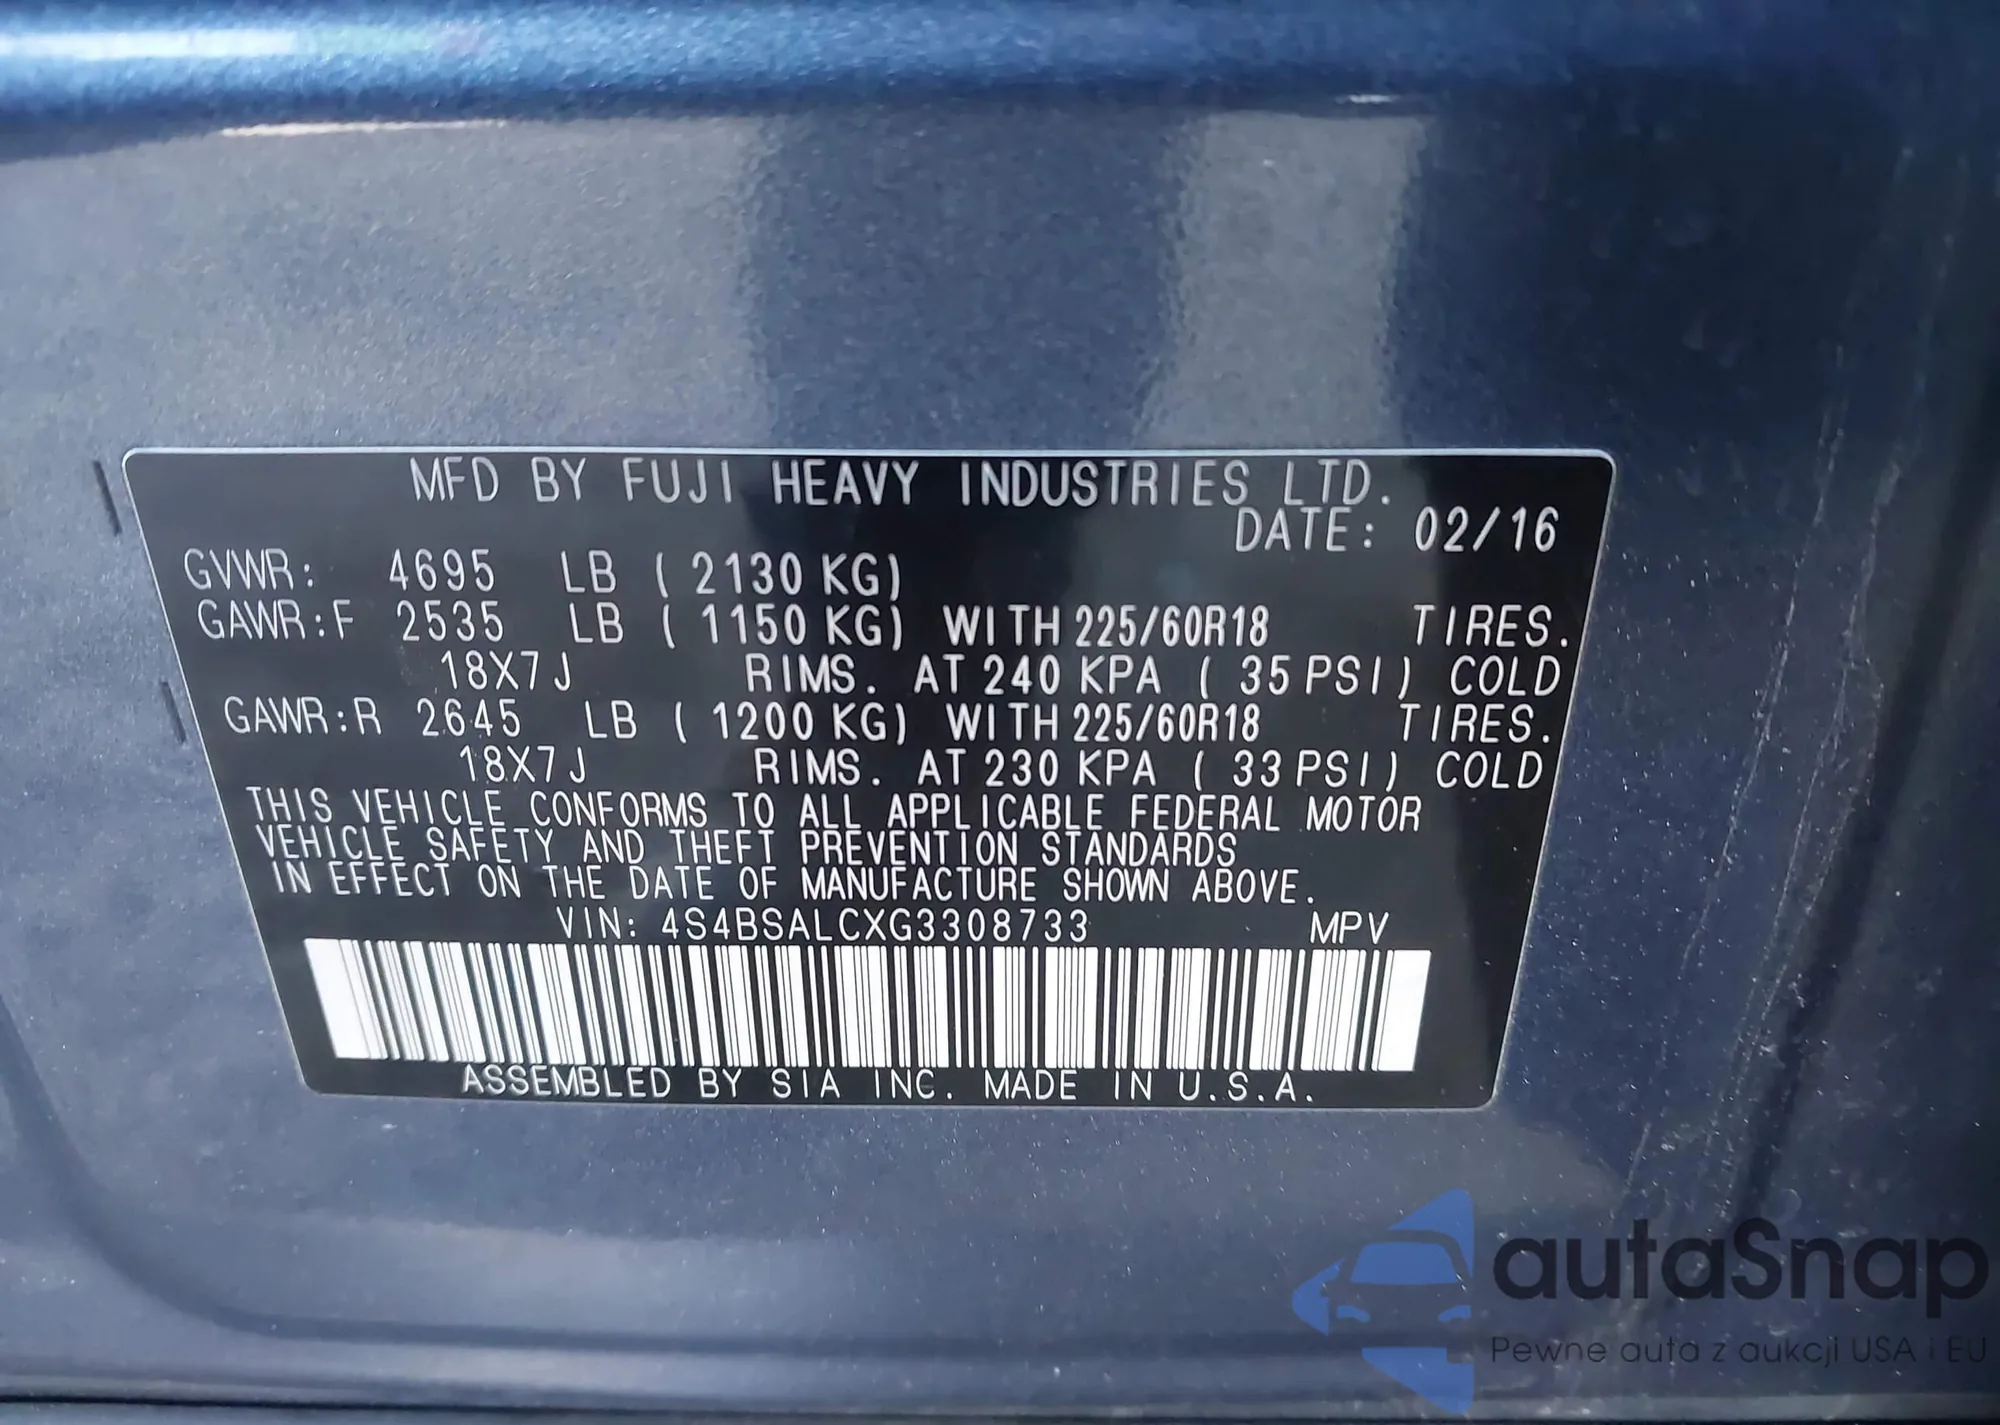 MFD BY FUJI HEAVY INDUSTRIES LTD.
DATE: 02/16
GVWR: 4695 LB ( 2130 KG)
GAWR:F 2535 LB ( 1150 KG) WITH 225/60R18 TIRES.
18X7J RIMS. AT 240 KPA ( 35 PSI) COLD
GAWR:R 2645 LB ( 1200 KG) WITH 225/60R18 TIRES.
18X7J RIMS. AT 230 KPA ( 33 PSI) COLD
THIS VEHICLE CONFORMS TO ALL APPLICABLE FEDERAL MOTOR
VEHICLE SAFETY AND THEFT PREVENTION STANDARDS
IN EFFECT ON THE DATE OF MANUFACTURE SHOWN ABOVE.
VIN: 4S4BSALCXG3308733 MPV
ASSEMBLED BY SIA INC. MADE IN U.S.A.
autaSnap
Pewne auta z aukcji USA i EU